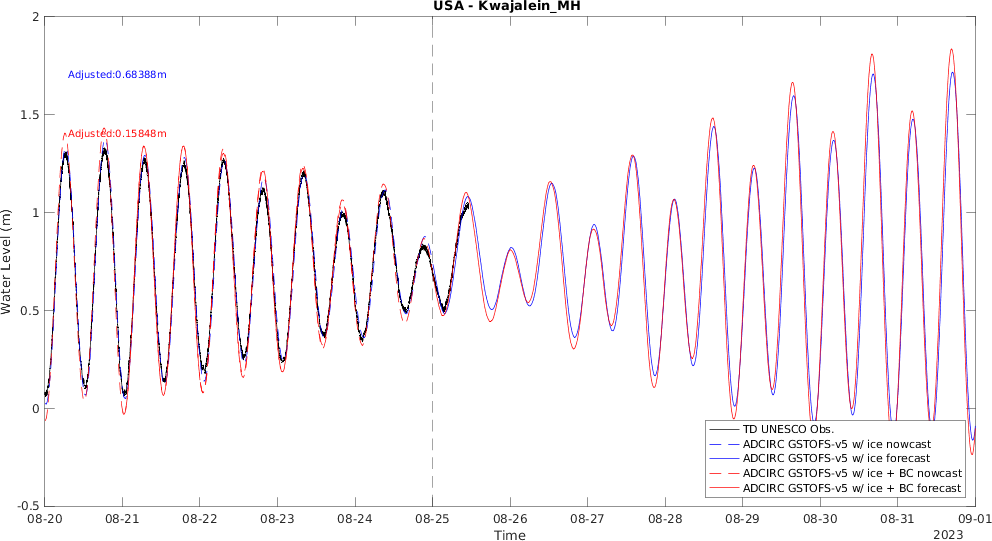 USA - Kwajalein_MH
2
1.5
1
0.5
0
-0.5
Water Level (m)
Adjusted:0.68388m
Adjusted:0.15848m
TD UNESCO Obs.
ADCIRC GSTOFS-v5 w/ ice nowcast
ADCIRC GSTOFS-v5 w/ ice forecast
ADCIRC GSTOFS-v5 w/ ice + BC nowcast
ADCIRC GSTOFS-v5 w/ ice + BC forecast
08-20 08-21 08-22 08-23 08-24 08-25 08-26 08-27 08-28 08-29 08-30 08-31 09-01
Time
2023